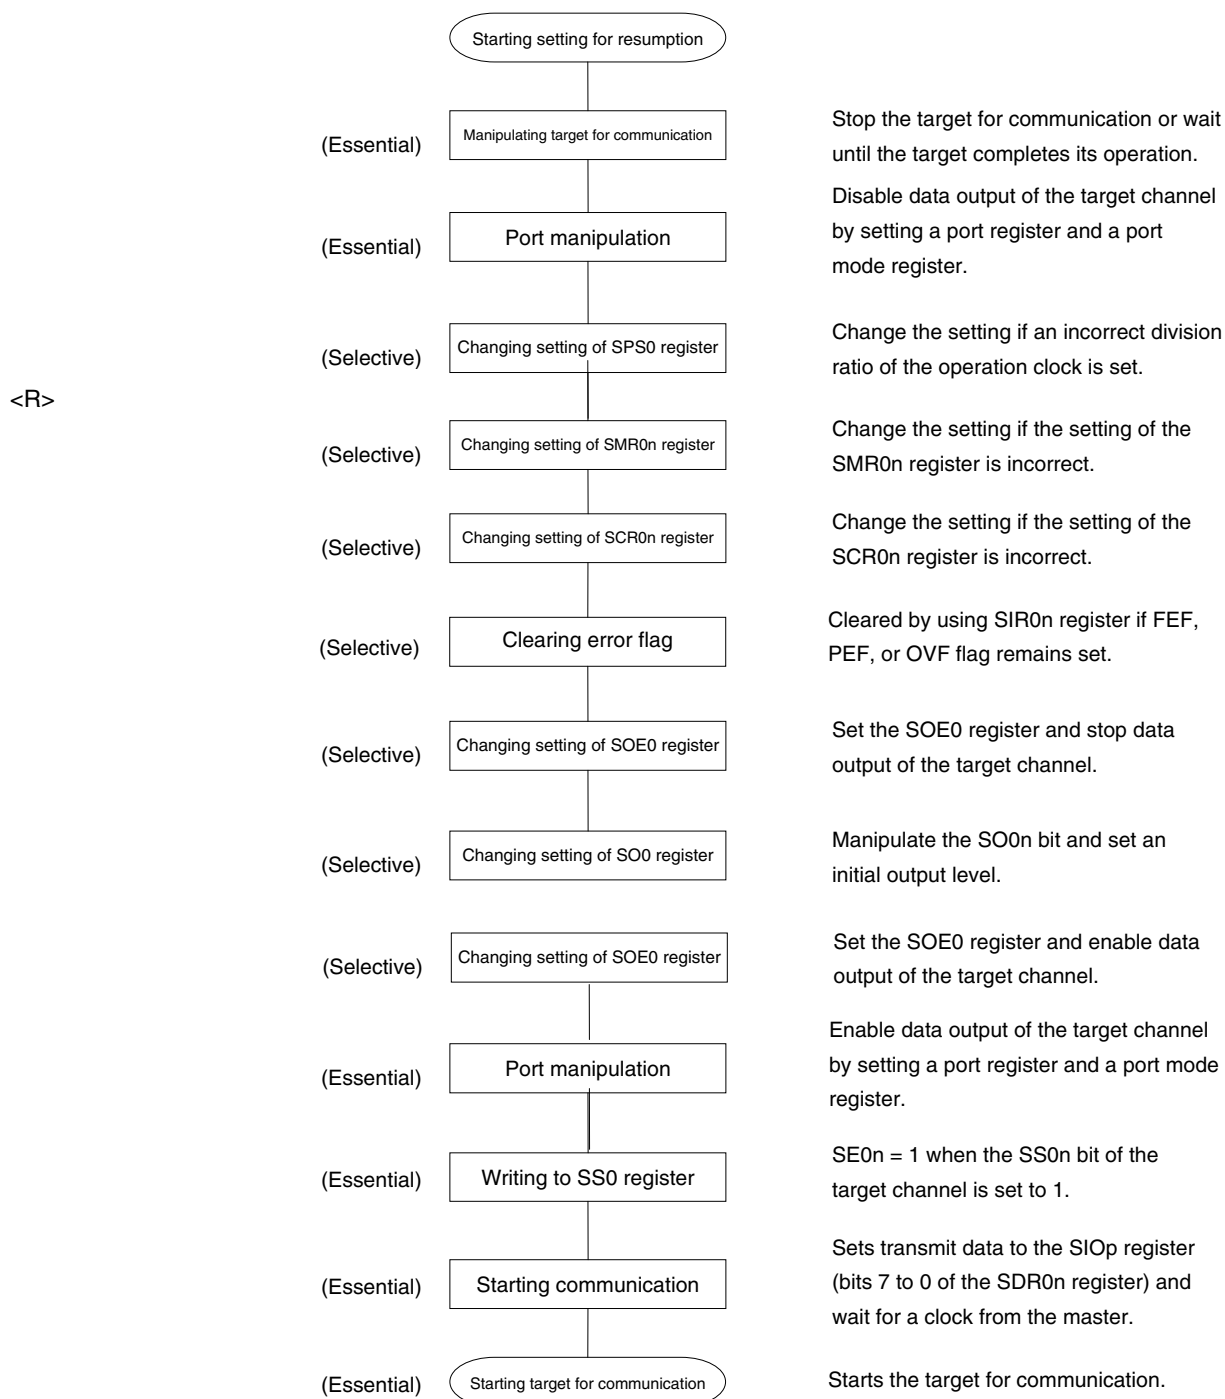 Starting setting for resumption
(Essential)
Manipulating target for communication
Stop the target for communication or wait
until the target completes its operation.
(Essential)
Port manipulation
Disable data output of the target channel
by setting a port register and a port
mode register.
(Selective)
Changing setting of SPS0 register
Change the setting if an incorrect division
ratio of the operation clock is set.
<R>
(Selective)
Changing setting of SMR0n register
Change the setting if the setting of the
SMR0n register is incorrect.
(Selective)
Changing setting of SCR0n register
Change the setting if the setting of the
SCR0n register is incorrect.
(Selective)
Clearing error flag
Cleared by using SIR0n register if FEF,
PEF, or OVF flag remains set.
(Selective)
Changing setting of SOE0 register
Set the SOE0 register and stop data
output of the target channel.
(Selective)
Changing setting of SO0 register
Manipulate the SO0n bit and set an
initial output level.
(Selective)
Changing setting of SOE0 register
Set the SOE0 register and enable data
output of the target channel.
(Essential)
Port manipulation
Enable data output of the target channel
by setting a port register and a port mode
register.
(Essential)
Writing to SS0 register
SE0n = 1 when the SS0n bit of the
target channel is set to 1.
(Essential)
Starting communication
Sets transmit data to the SIOp register
(bits 7 to 0 of the SDR0n register) and
wait for a clock from the master.
(Essential)
Starting target for communication
Starts the target for communication.